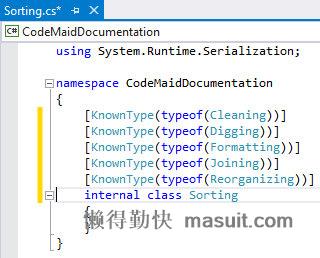 Sorting.cs*
C# CodeMaidDocumentation
using System.Runtime.Serialization;
namespace CodeMaidDocumentation
{
[KnownType(typeof(Cleaning))]
[KnownType(typeof(Digging))]
[KnownType(typeof(Formatting))]
[KnownType(typeof(Joining))]
[KnownType(typeof(Reorganizing))]
internal class Sorting
{
懒得勤快 masuit.com
}
}